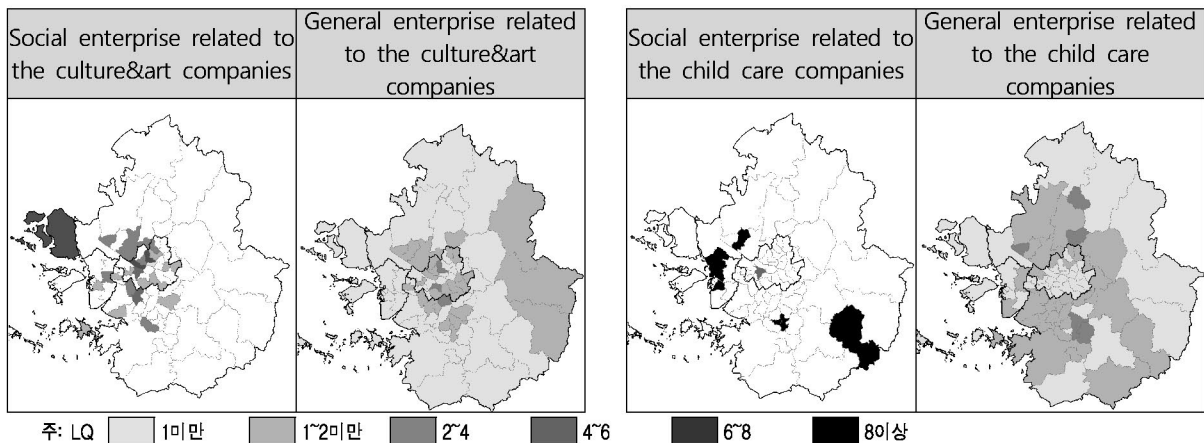 Social enterprise related to
the culture&art companies
General enterprise related
to the culture&art
companies
Social enterprise related to
the child care companies
General enterprise related
to the child care
companies
주: LQ 1미만 1~2미만 2~4 4~6 6~8 8이상